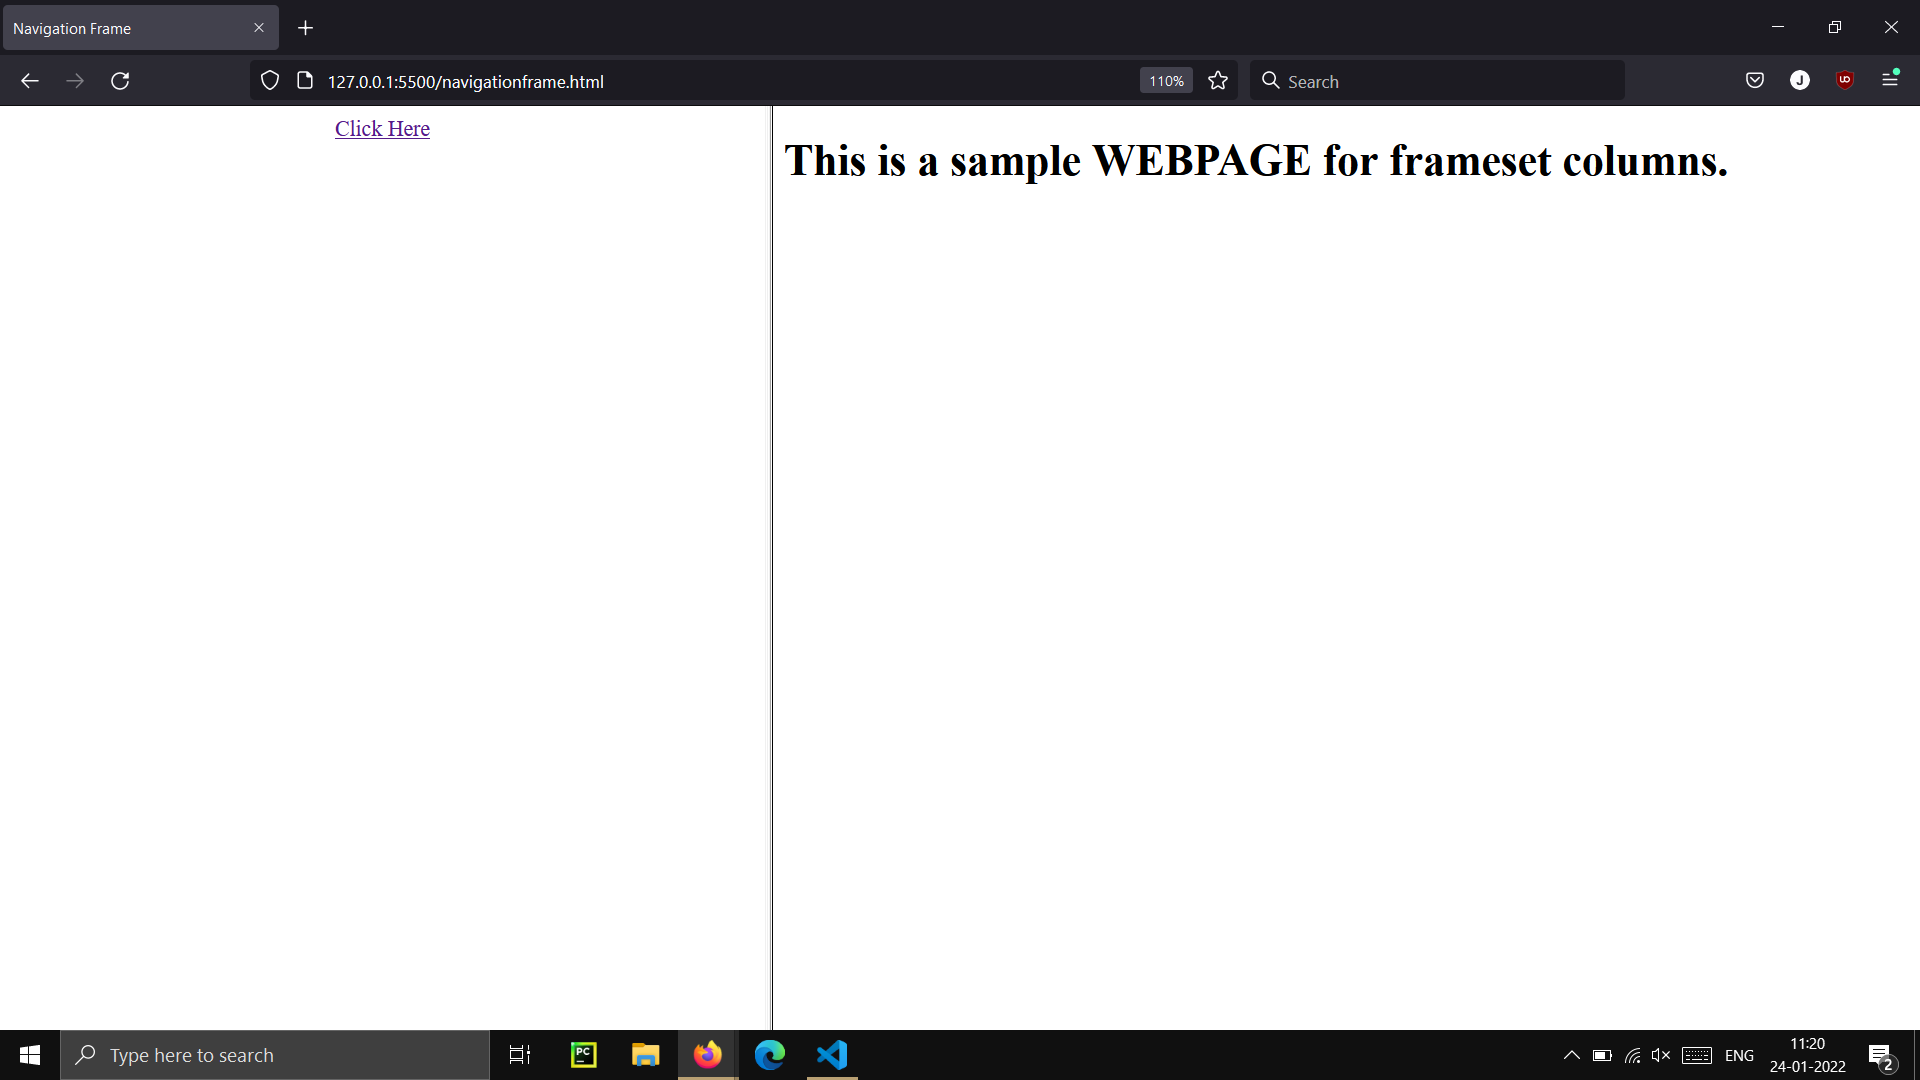 Navigation Frame
127.0.0.1:5500/navigationframe.html
110%
Search
J
Click Here
This is a sample WEBPAGE for frameset columns.
Type here to search
PC
ENG
11:20
24-01-2022
2